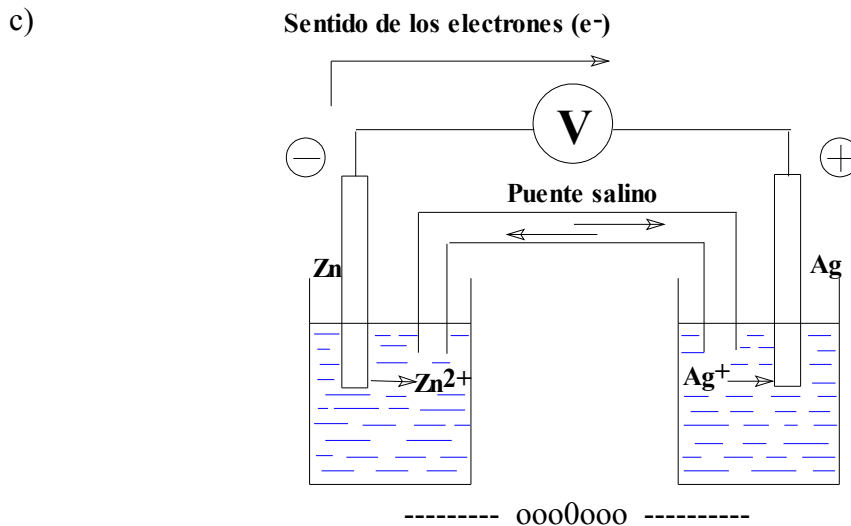 c)
Sentido de los electrones (e-)
V
−
+
Puente salino
Zn
Ag
Zn2+
Ag+
--------- ooo0ooo ----------